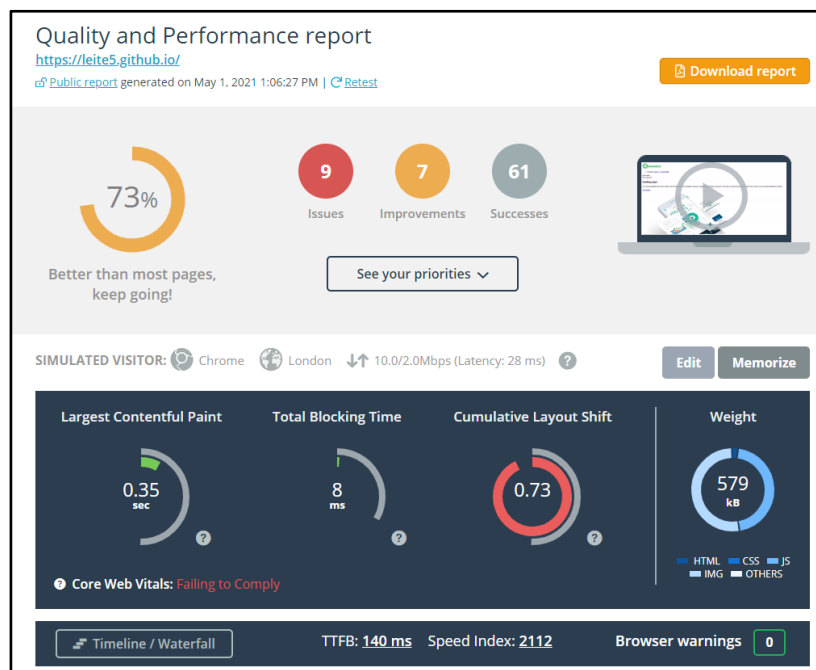 Quality and Performance report
https://leite5.github.io/
Public report generated on May 1, 2021 1:06:27 PM | Retest
Download report
73%
Better than most pages,
keep going!
9 7 61
Issues Improvements Successes
See your priorities
SIMULATED VISITOR: Chrome London 10.0/2.0Mbps (Latency: 28 ms) ?
Edit Memorize
Largest Contentful Paint Total Blocking Time Cumulative Layout Shift Weight
0.35 8 0.73 579
sec ms kB
? ? ?
HTML CSS JS
IMG OTHERS
? Core Web Vitals: Failing to Comply
Timeline / Waterfall TTFB: 140 ms Speed Index: 2112 Browser warnings 0